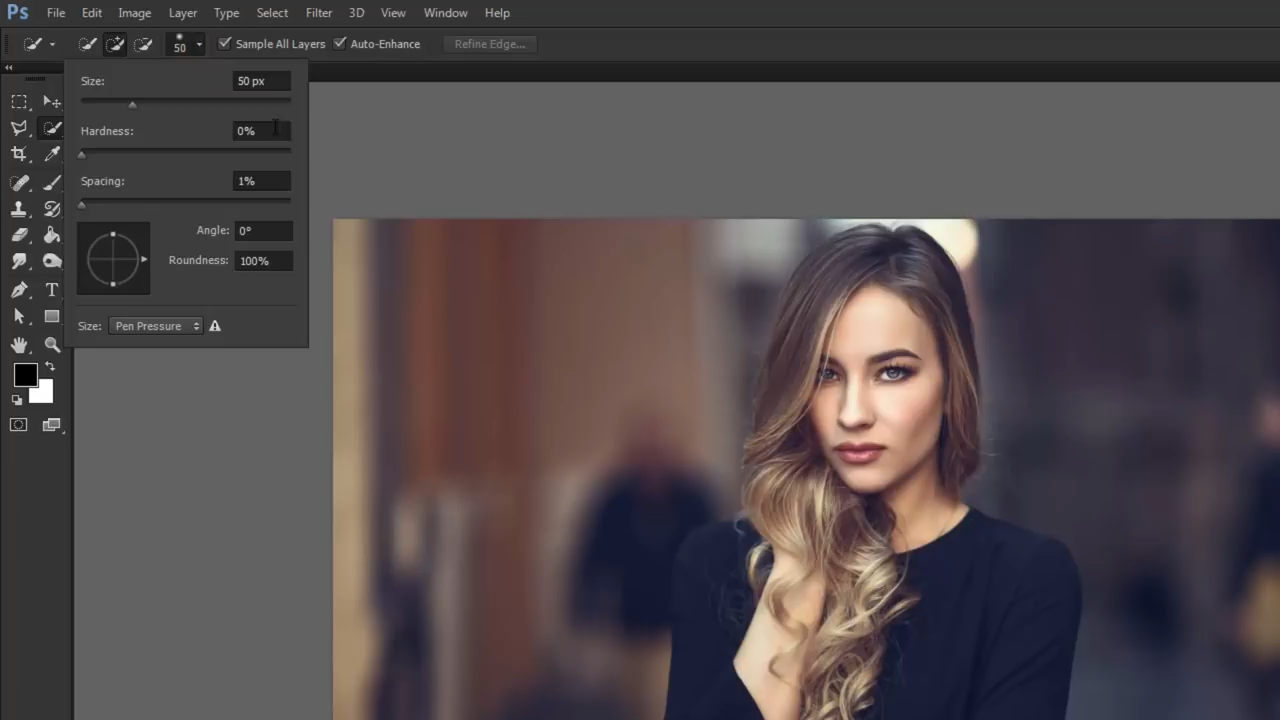 Ps File Edit Image Layer Type Select Filter 3D View Window Help
50 Sample All Layers Auto-Enhance Refine Edge...
Size: 50 px
Hardness: 0%
Spacing: 1%
Angle: 0°
Roundness: 100%
Size: Pen Pressure